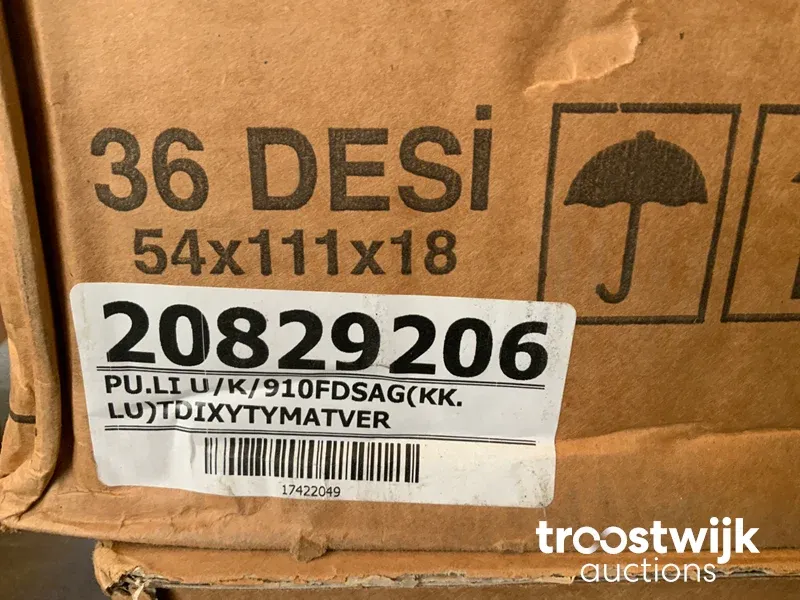 36 DESİ
54x111x18
20829206
PU.LI U/K/910FDSAG(KK.
LU)TDIXYTYMATVER
17422049
troostwijk
auctions